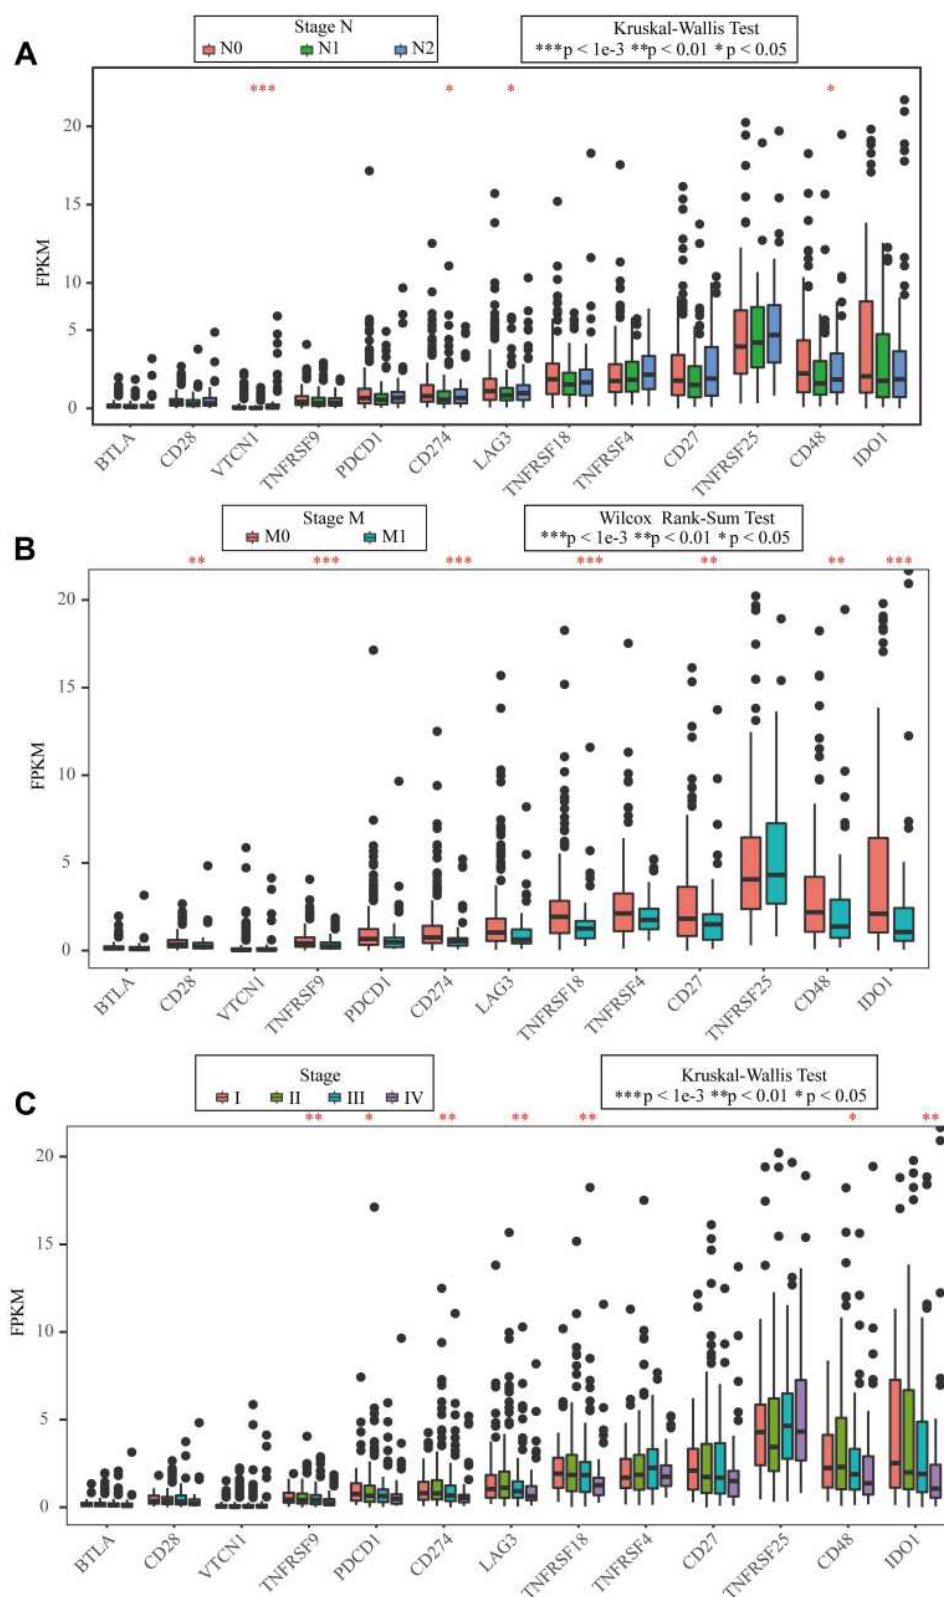 A
Stage N
N0 N1 N2
Kruskal-Wallis Test
***p < 1e-3 **p < 0.01 *p < 0.05
*** * * *
FPKM
20
15
10
5
0
BTLA CD28 VTCN1 TNFRSF9 PDCD1 CD274 LAG3 TNFRSF18 TNFRSF4 CD27 TNFRSF25 CD48 IDO1
B
Stage M
M0 M1
Wilcox Rank-Sum Test
***p < 1e-3 **p < 0.01 *p < 0.05
** *** *** *** ** ** ***
FPKM
20
15
10
5
0
BTLA CD28 VTCN1 TNFRSF9 PDCD1 CD274 LAG3 TNFRSF18 TNFRSF4 CD27 TNFRSF25 CD48 IDO1
C
Stage
I II III IV
Kruskal-Wallis Test
***p < 1e-3 **p < 0.01 *p < 0.05
** * ** ** ** * **
FPKM
20
15
10
5
0
BTLA CD28 VTCN1 TNFRSF9 PDCD1 CD274 LAG3 TNFRSF18 TNFRSF4 CD27 TNFRSF25 CD48 IDO1